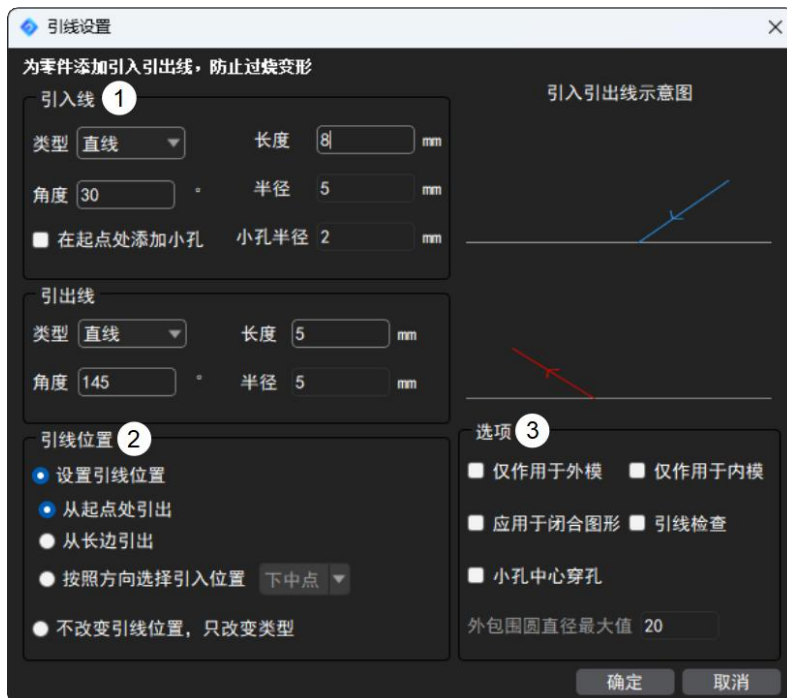 引线设置
为零件添加引入引出线，防止过烧变形
引入线 1
类型 直线 长度 8 mm
角度 30 ° 半径 5 mm
在起点处添加小孔 小孔半径 2 mm
引出线
类型 直线 长度 5 mm
角度 145 ° 半径 5 mm
引线位置 2
设置引线位置
从起点处引出
从长边引出
按照方向选择引入位置 下中点
不改变引线位置，只改变类型
引入引出线示意图
选项 3
仅作用于外模 仅作用于内模
应用于闭合图形 引线检查
小孔中心穿孔
外包围圆直径最大值 20
确定 取消